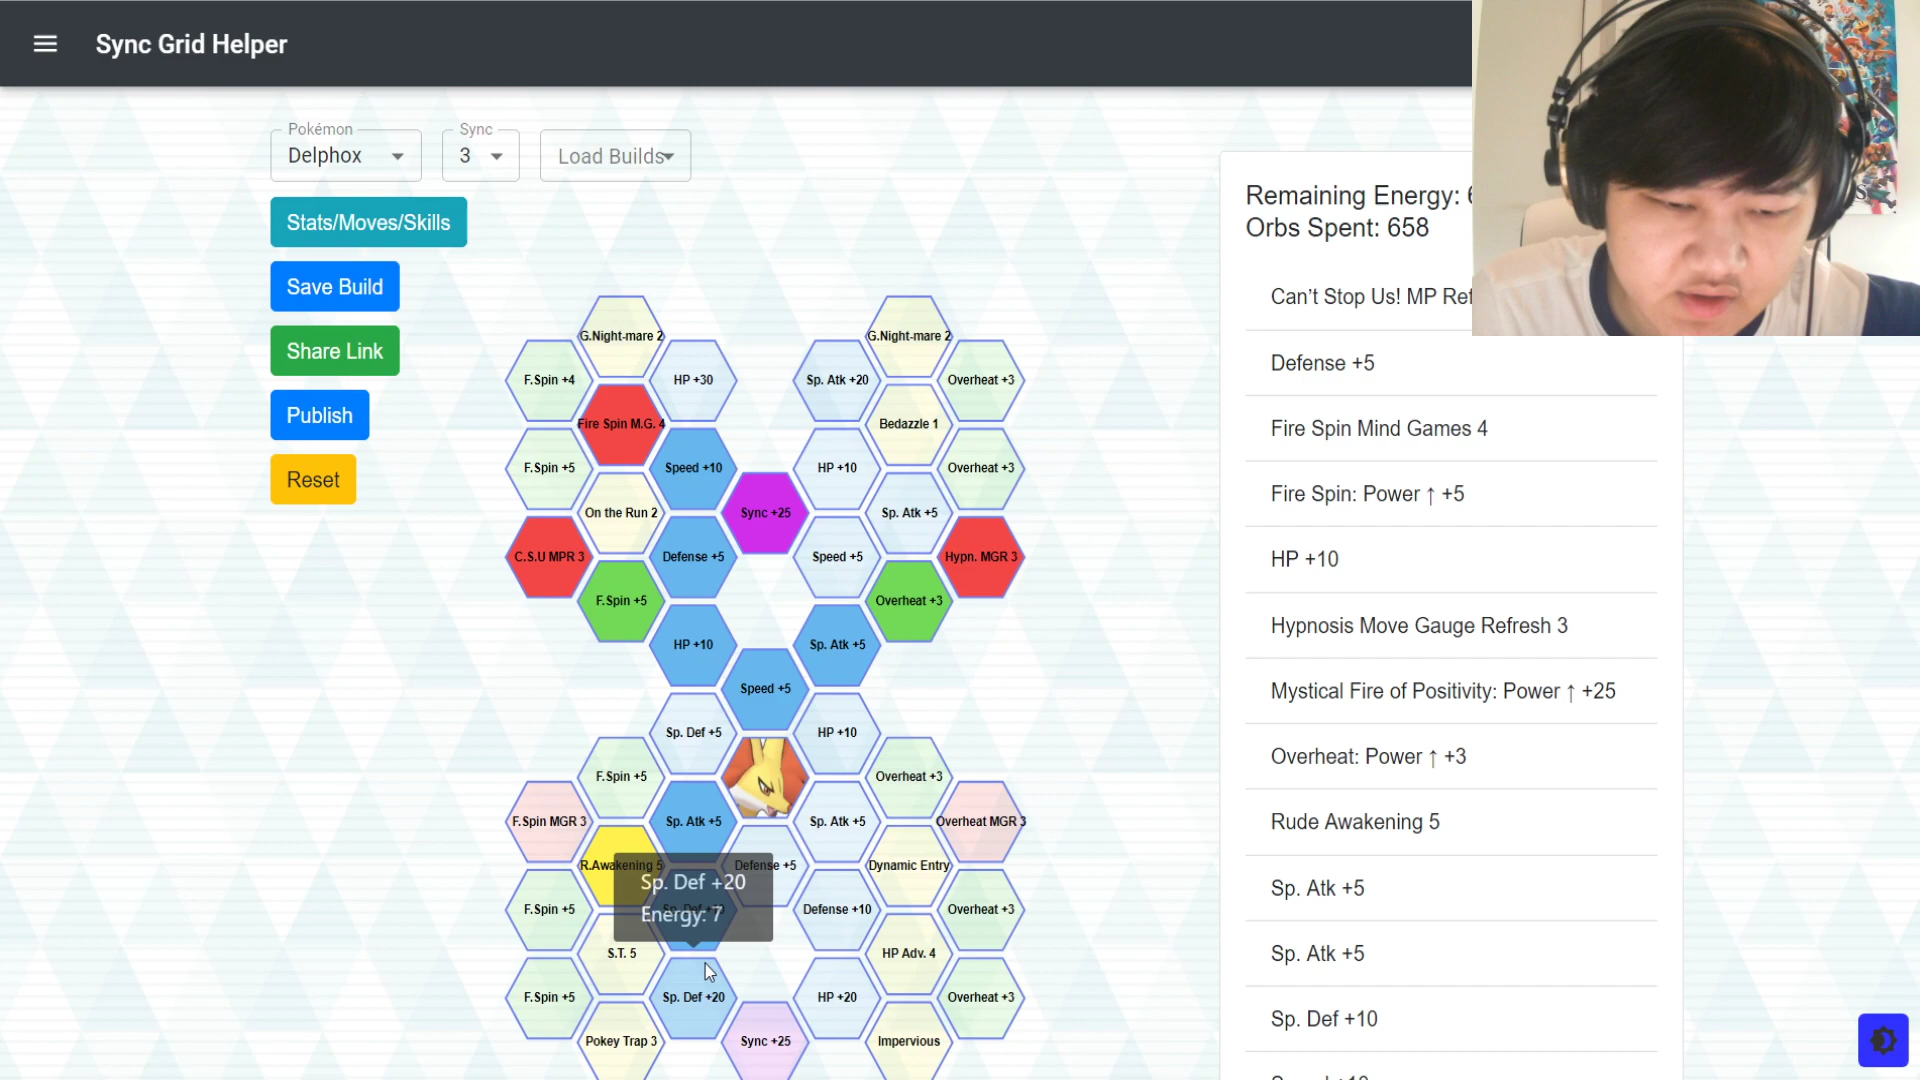 Sync Grid Helper
Pokémon
Delphox
Sync
3
Load Builds
Stats/Moves/Skills
Save Build
Share Link
Publish
Reset
G.Night-mare 2
G.Night-mare 2
F.Spin +4
HP +30
Sp. Atk +20
Overheat +3
Fire Spin M.G. 4
Bedazzle 1
F.Spin +5
Speed +10
HP +10
Overheat +3
On the Run 2
Sync +25
Sp. Atk +5
C.S.U MPR 3
Defense +5
Speed +5
Hypn. MGR 3
F.Spin +5
Overheat +3
HP +10
Sp. Atk +5
Speed +5
Sp. Def +5
HP +10
F.Spin +5
Overheat +3
F.Spin MGR 3
Sp. Atk +5
Sp. Atk +5
Overheat MGR 3
R.Awakening 5
Defense +5
Dynamic Entry
Sp. Def +20
Energy: 7
F.Spin +5
Defense +10
Overheat +3
S.T. 5
HP Adv. 4
F.Spin +5
Sp. Def +20
HP +20
Overheat +3
Pokey Trap 3
Sync +25
Impervious
Remaining Energy:
Orbs Spent: 658
Can't Stop Us! MP
Defense +5
Fire Spin Mind Games 4
Fire Spin: Power ↑ +5
HP +10
Hypnosis Move Gauge Refresh 3
Mystical Fire of Positivity: Power ↑ +25
Overheat: Power ↑ +3
Rude Awakening 5
Sp. Atk +5
Sp. Atk +5
Sp. Def +10